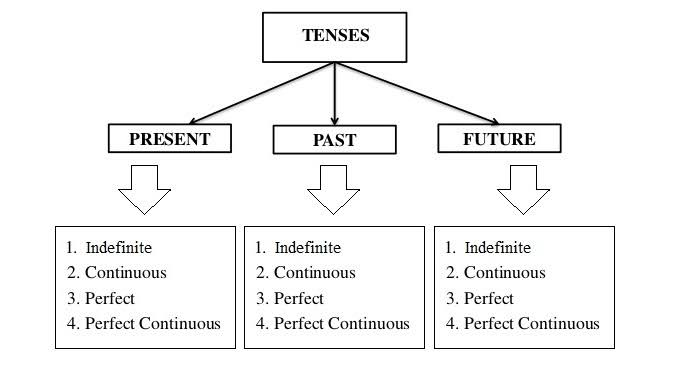 TENSES
PRESENT
PAST
FUTURE
1. Indefinite
2. Continuous
3. Perfect
4. Perfect Continuous
1. Indefinite
2. Continuous
3. Perfect
4. Perfect Continuous
1. Indefinite
2. Continuous
3. Perfect
4. Perfect Continuous